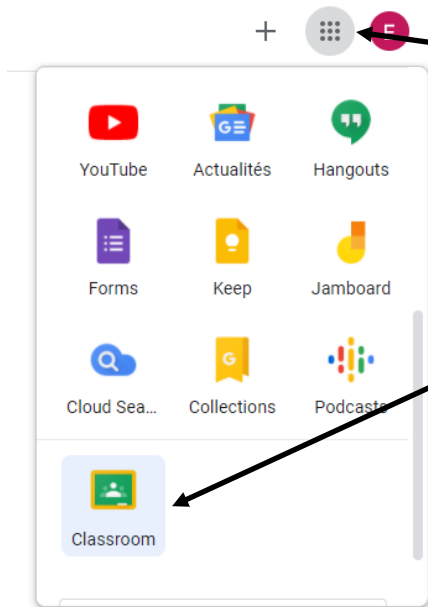 E
YouTube Actualités Hangouts
Forms Keep Jamboard
Cloud Sea... Collections Podcasts
Classroom